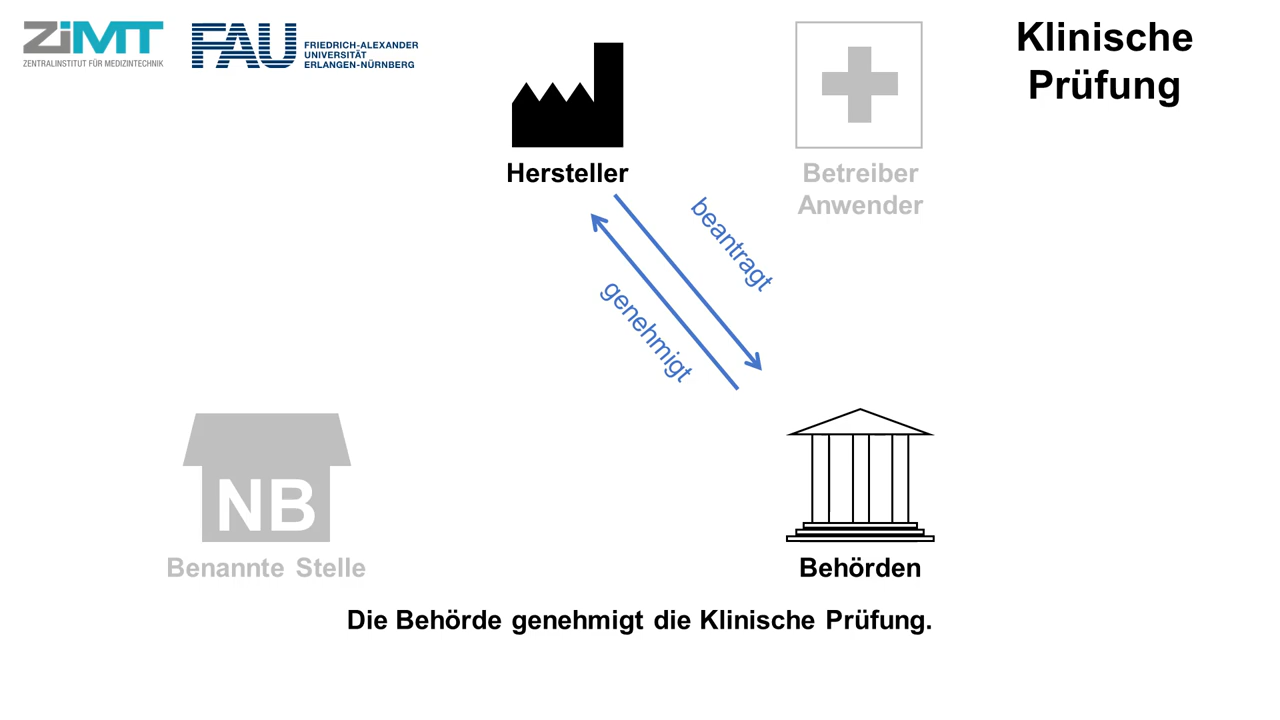 ZiMT
ZENTRALINSTITUT FÜR MEDIZINTECHNIK
FAU
FRIEDRICH-ALEXANDER
UNIVERSITÄT
ERLANGEN-NÜRNBERG
Klinische
Prüfung
Hersteller
Betreiber
Anwender
beantragt
genehmigt
NB
Benannte Stelle
Behörden
Die Behörde genehmigt die Klinische Prüfung.